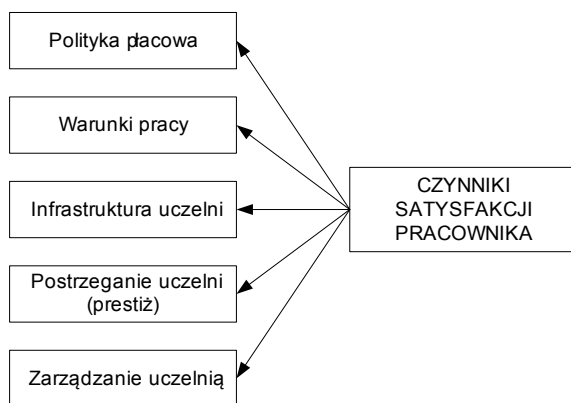 Polityka płacowa
Warunki pracy
Infrastruktura uczelni
Postrzeganie uczelni
(prestiż)
Zarządzanie uczelnią
CZYNNIKI
SATYSFAKCJI
PRACOWNIKA